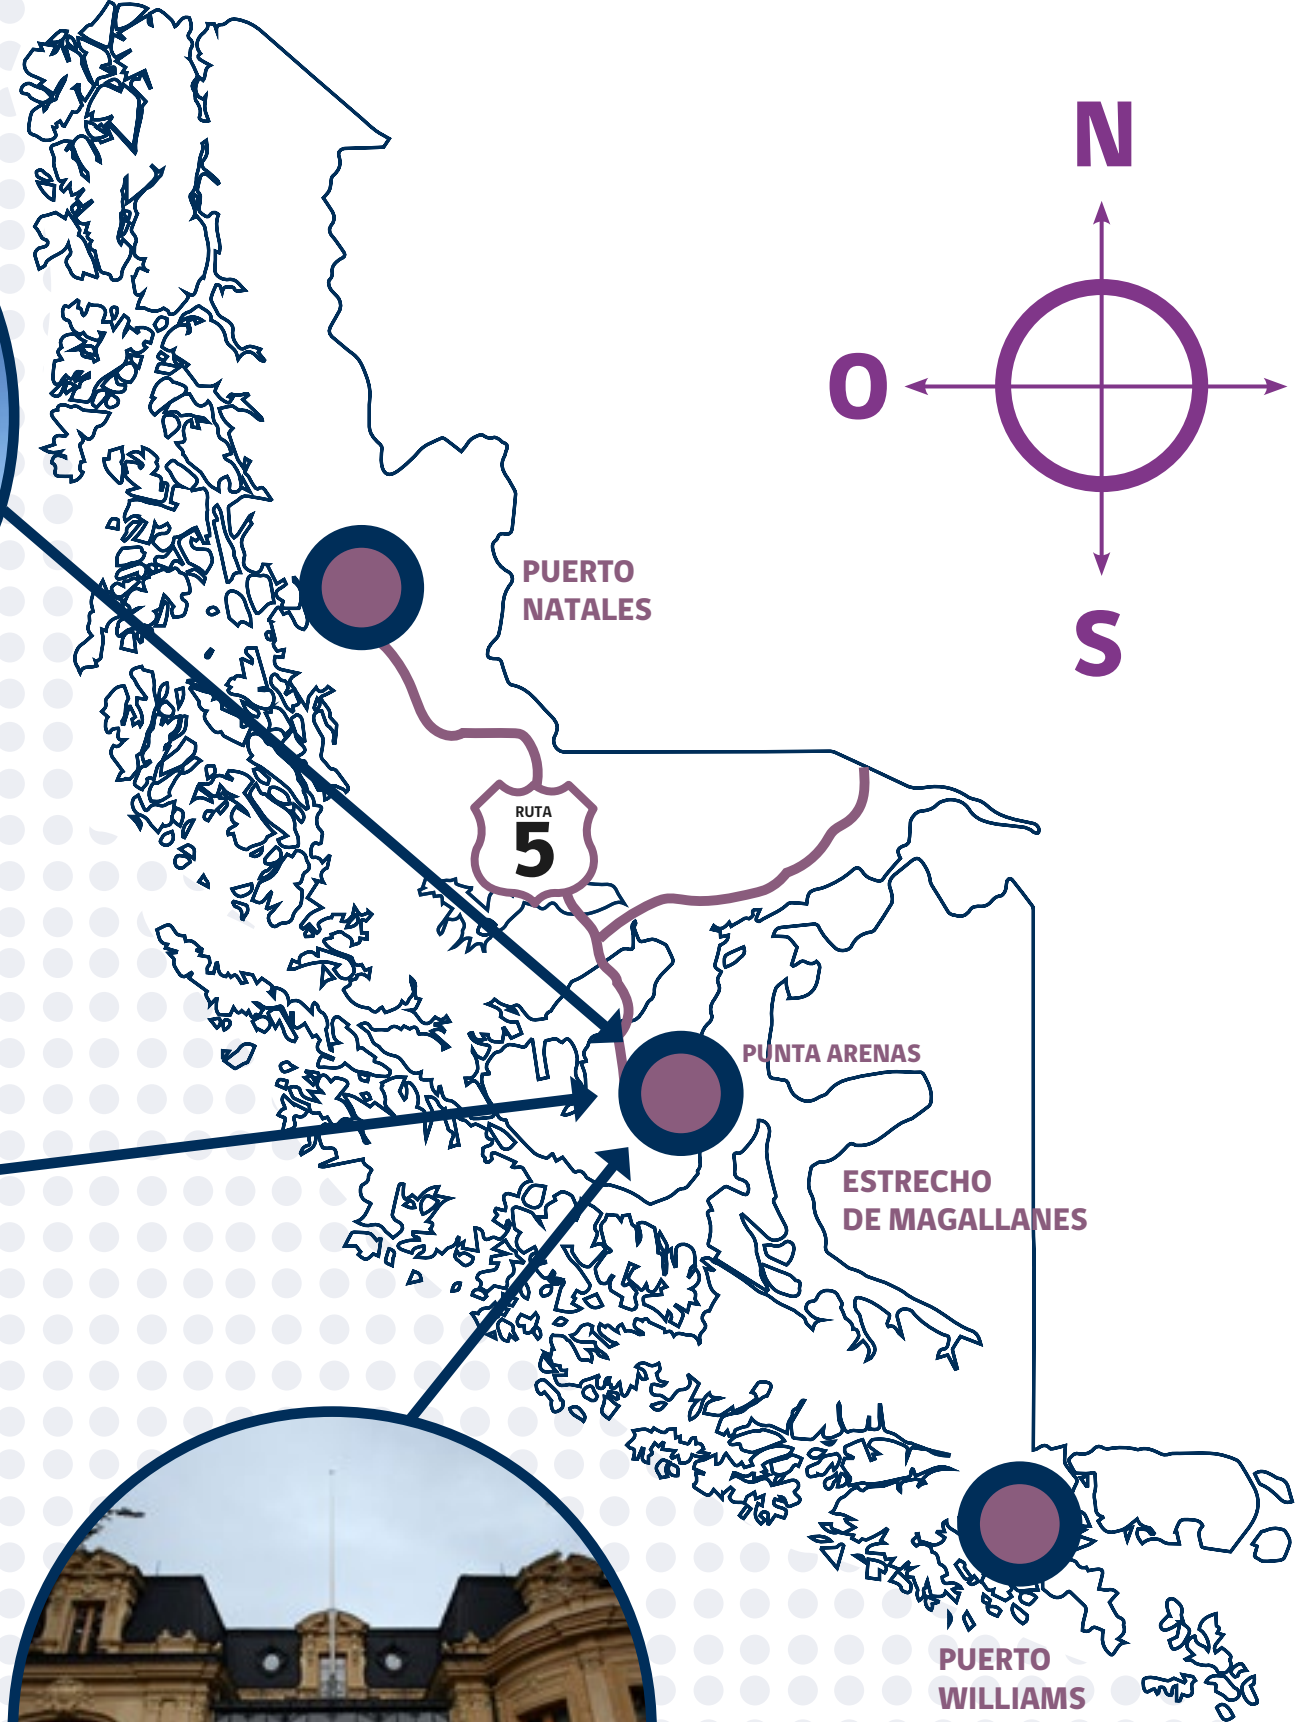 N
O
S
PUERTO
NATALES
RUTA
5
PUNTA ARENAS
ESTRECHO
DE MAGALLANES
PUERTO
WILLIAMS